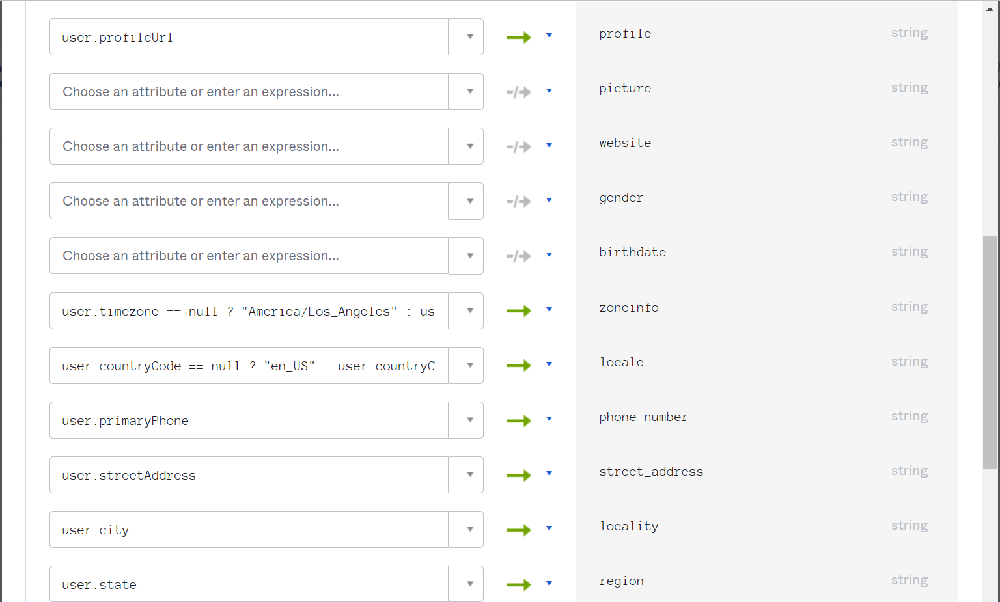 user.profileUrl profile string
Choose an attribute or enter an expression... picture string
Choose an attribute or enter an expression... website string
Choose an attribute or enter an expression... gender string
Choose an attribute or enter an expression... birthdate string
user.timezone == null ? "America/Los_Angeles" : us zoneinfo string
user.countryCode == null ? "en_US" : user.countryC locale string
user.primaryPhone phone_number string
user.streetAddress street_address string
user.city locality string
user.state region string